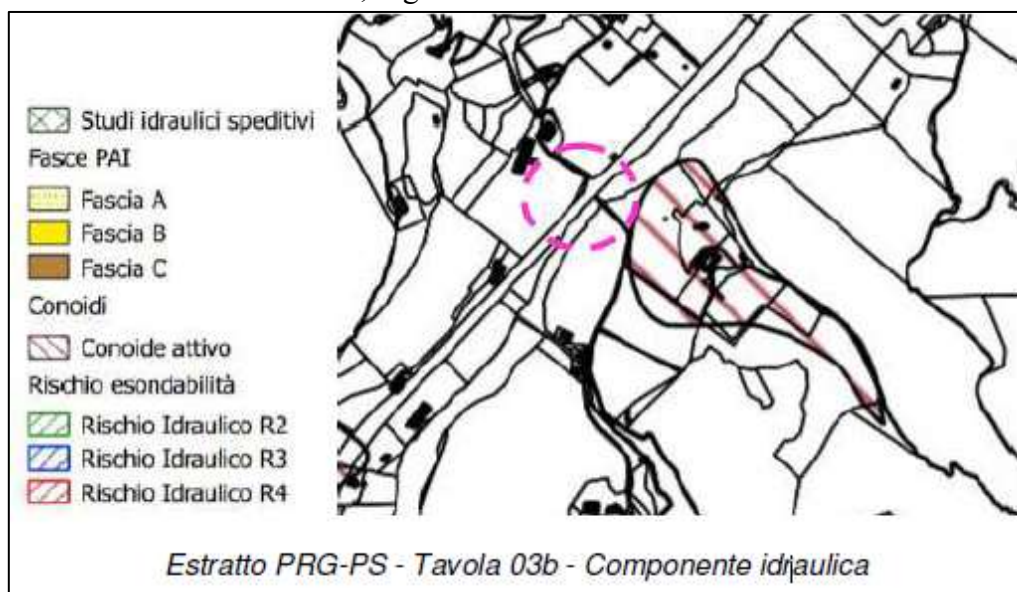 Studi idraulici speditivi
Fasce PAI
Fascia A
Fascia B
Fascia C
Conoidi
Conoide attivo
Rischio esondabilità
Rischio Idraulico R2
Rischio Idraulico R3
Rischio Idraulico R4
Estratto PRG-PS - Tavola 03b - Componente idraulica